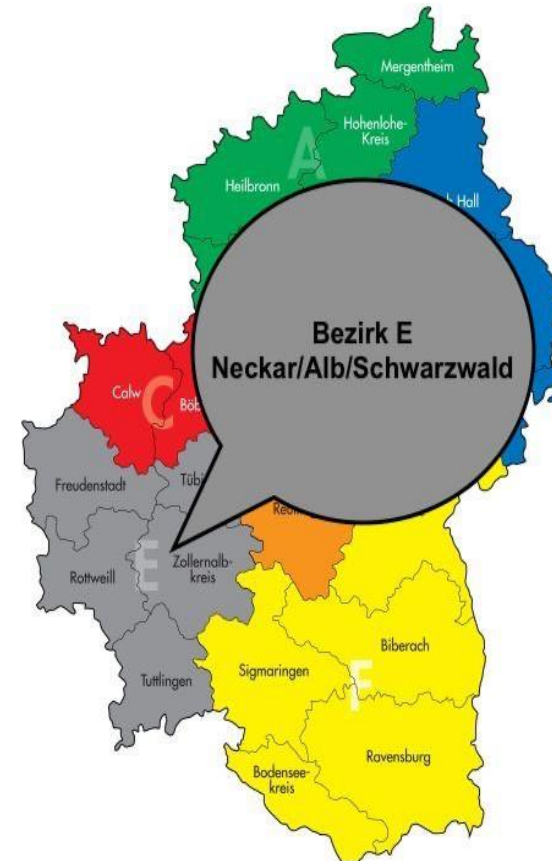 Mergentheim
Hohenlohe-
Kreis
A
Heilbronn
Hall
Bezirk E
Neckar/Alb/Schwarzwald
Calw
C
Freudenstadt
E
Zollernalb-
kreis
Rottweill
Tuttlingen
Sigmaringen
Biberach
F
Ravensburg
Bodensee-
kreis